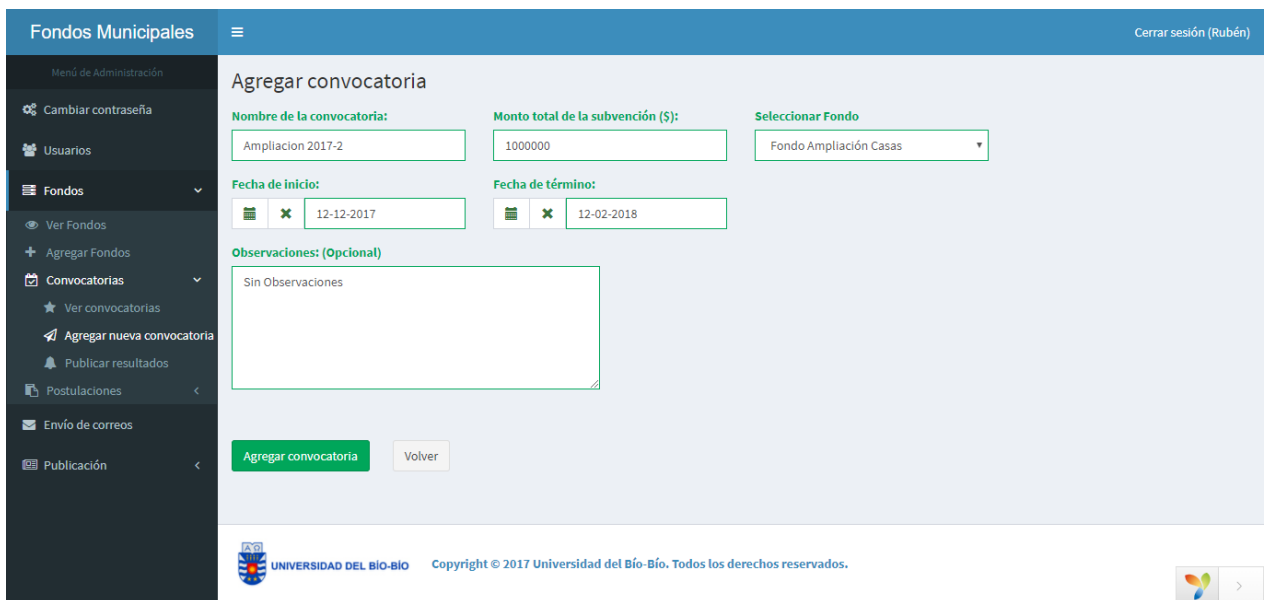 Fondos Municipales
Cerrar sesión (Rubén)
Menú de Administración
Cambiar contraseña
Usuarios
Fondos
Ver Fondos
Agregar Fondos
Convocatorias
Ver convocatorias
Agregar nueva convocatoria
Publicar resultados
Postulaciones
Envío de correos
Publicación
Agregar convocatoria
Nombre de la convocatoria: Monto total de la subvención ($): Seleccionar Fondo
Ampliacion 2017-2 1000000 Fondo Ampliación Casas
Fecha de inicio: Fecha de término:
12-12-2017 12-02-2018
Observaciones: (Opcional)
Sin Observaciones
Agregar convocatoria Volver
UNIVERSIDAD DEL BÍO-BÍO Copyright © 2017 Universidad del Bío-Bío. Todos los derechos reservados.